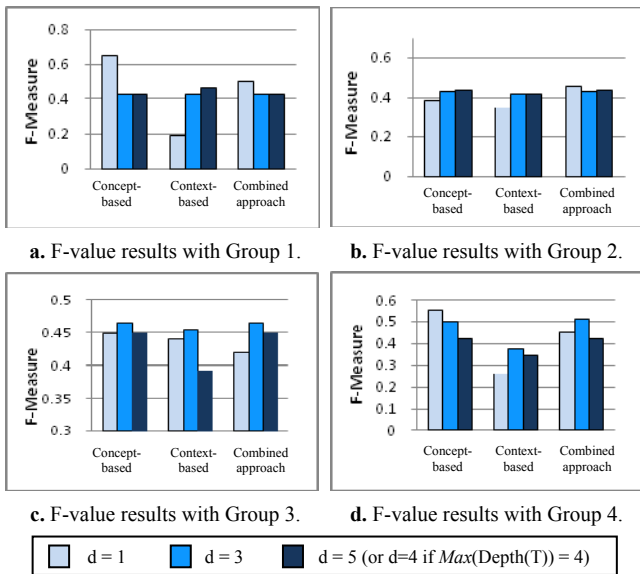 F-Measure
0.8
0.6
0.4
0.2
0
Concept-based
Context-based
Combined approach
a. F-value results with Group 1.
F-Measure
0.6
0.4
0.2
0
Concept-based
Context-based
Combined approach
b. F-value results with Group 2.
F-Measure
0.5
0.45
0.4
0.35
0.3
Concept-based
Context-based
Combined approach
c. F-value results with Group 3.
F-Measure
0.6
0.5
0.4
0.3
0.2
0.1
0
Concept-based
Context-based
Combined approach
d. F-value results with Group 4.
d = 1
d = 3
d = 5 (or d=4 if Max(Depth(T)) = 4)